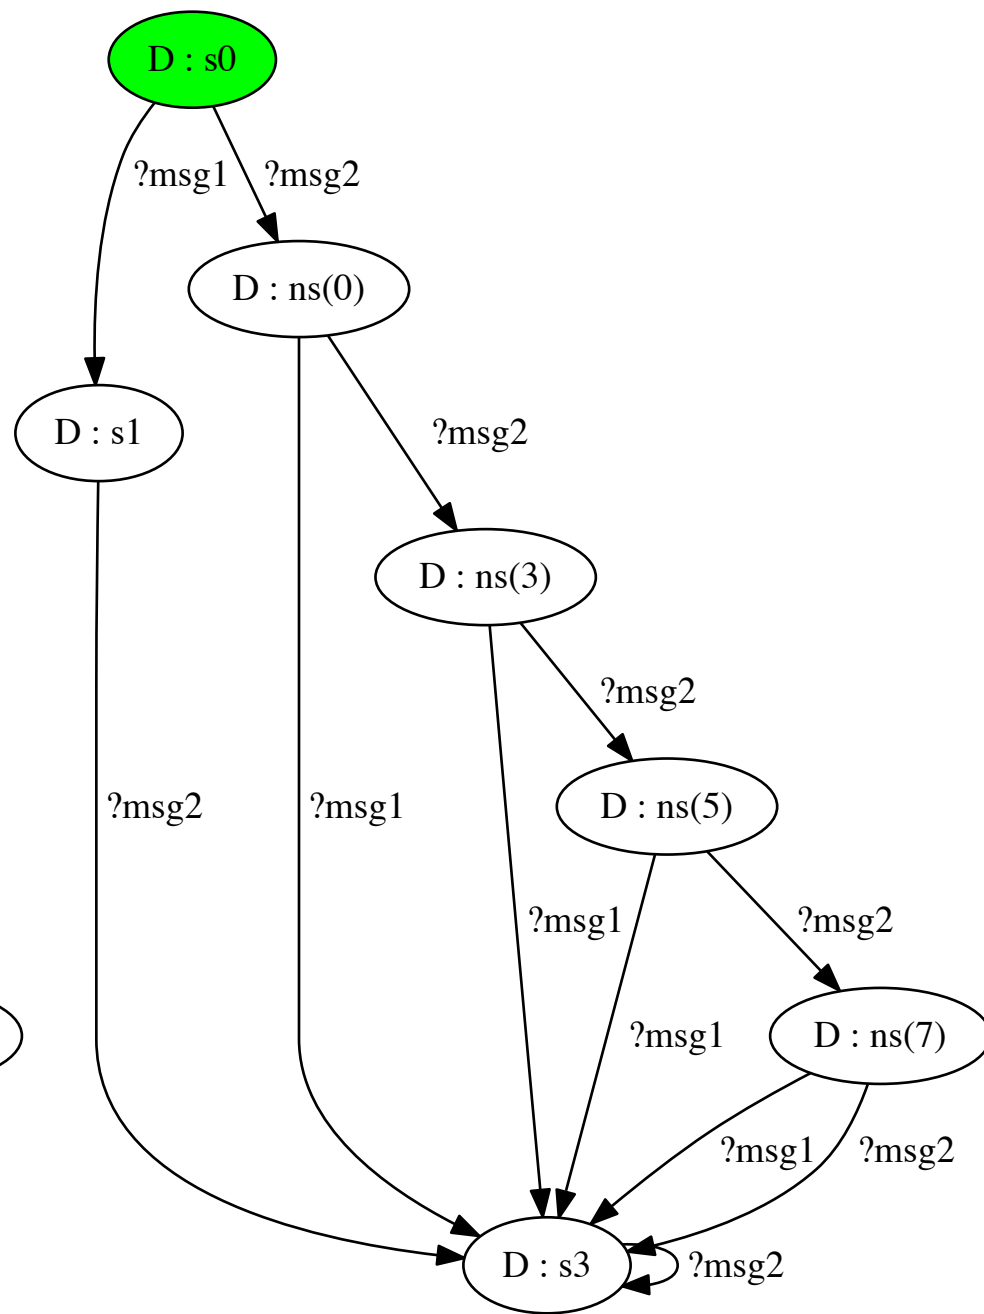 D : s0
?msg1
?msg2
D : ns(0)
D : s1
?msg2
D : ns(3)
?msg2
?msg2
?msg1
D : ns(5)
?msg1
?msg2
?msg1
D : ns(7)
?msg1
?msg2
D : s3
?msg2